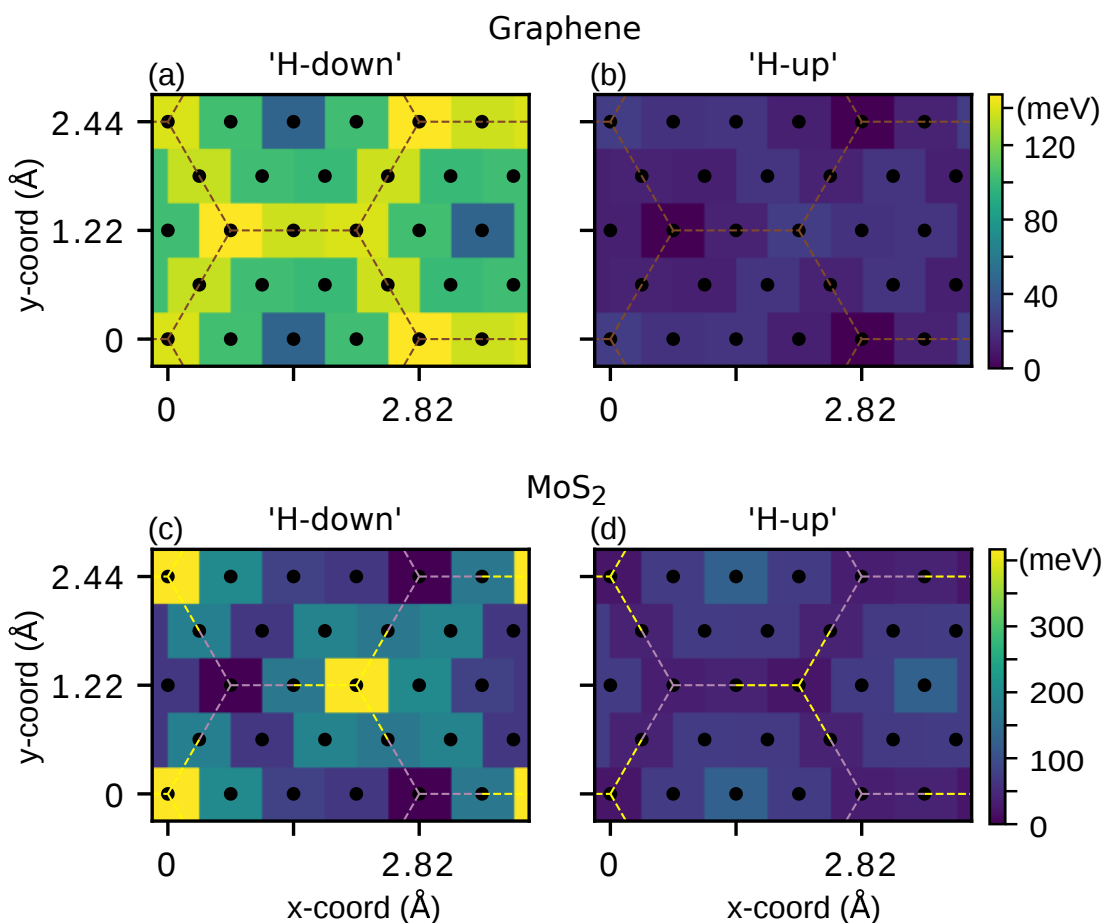 Graphene
(a) 'H-down' (b) 'H-up'
2.44
1.22
0
y-coord (Å)
0 2.82
0 2.82
(meV)
120
80
40
0
MoS₂
(c) 'H-down' (d) 'H-up'
2.44
1.22
0
y-coord (Å)
0 2.82
0 2.82
x-coord (Å) x-coord (Å)
(meV)
300
200
100
0